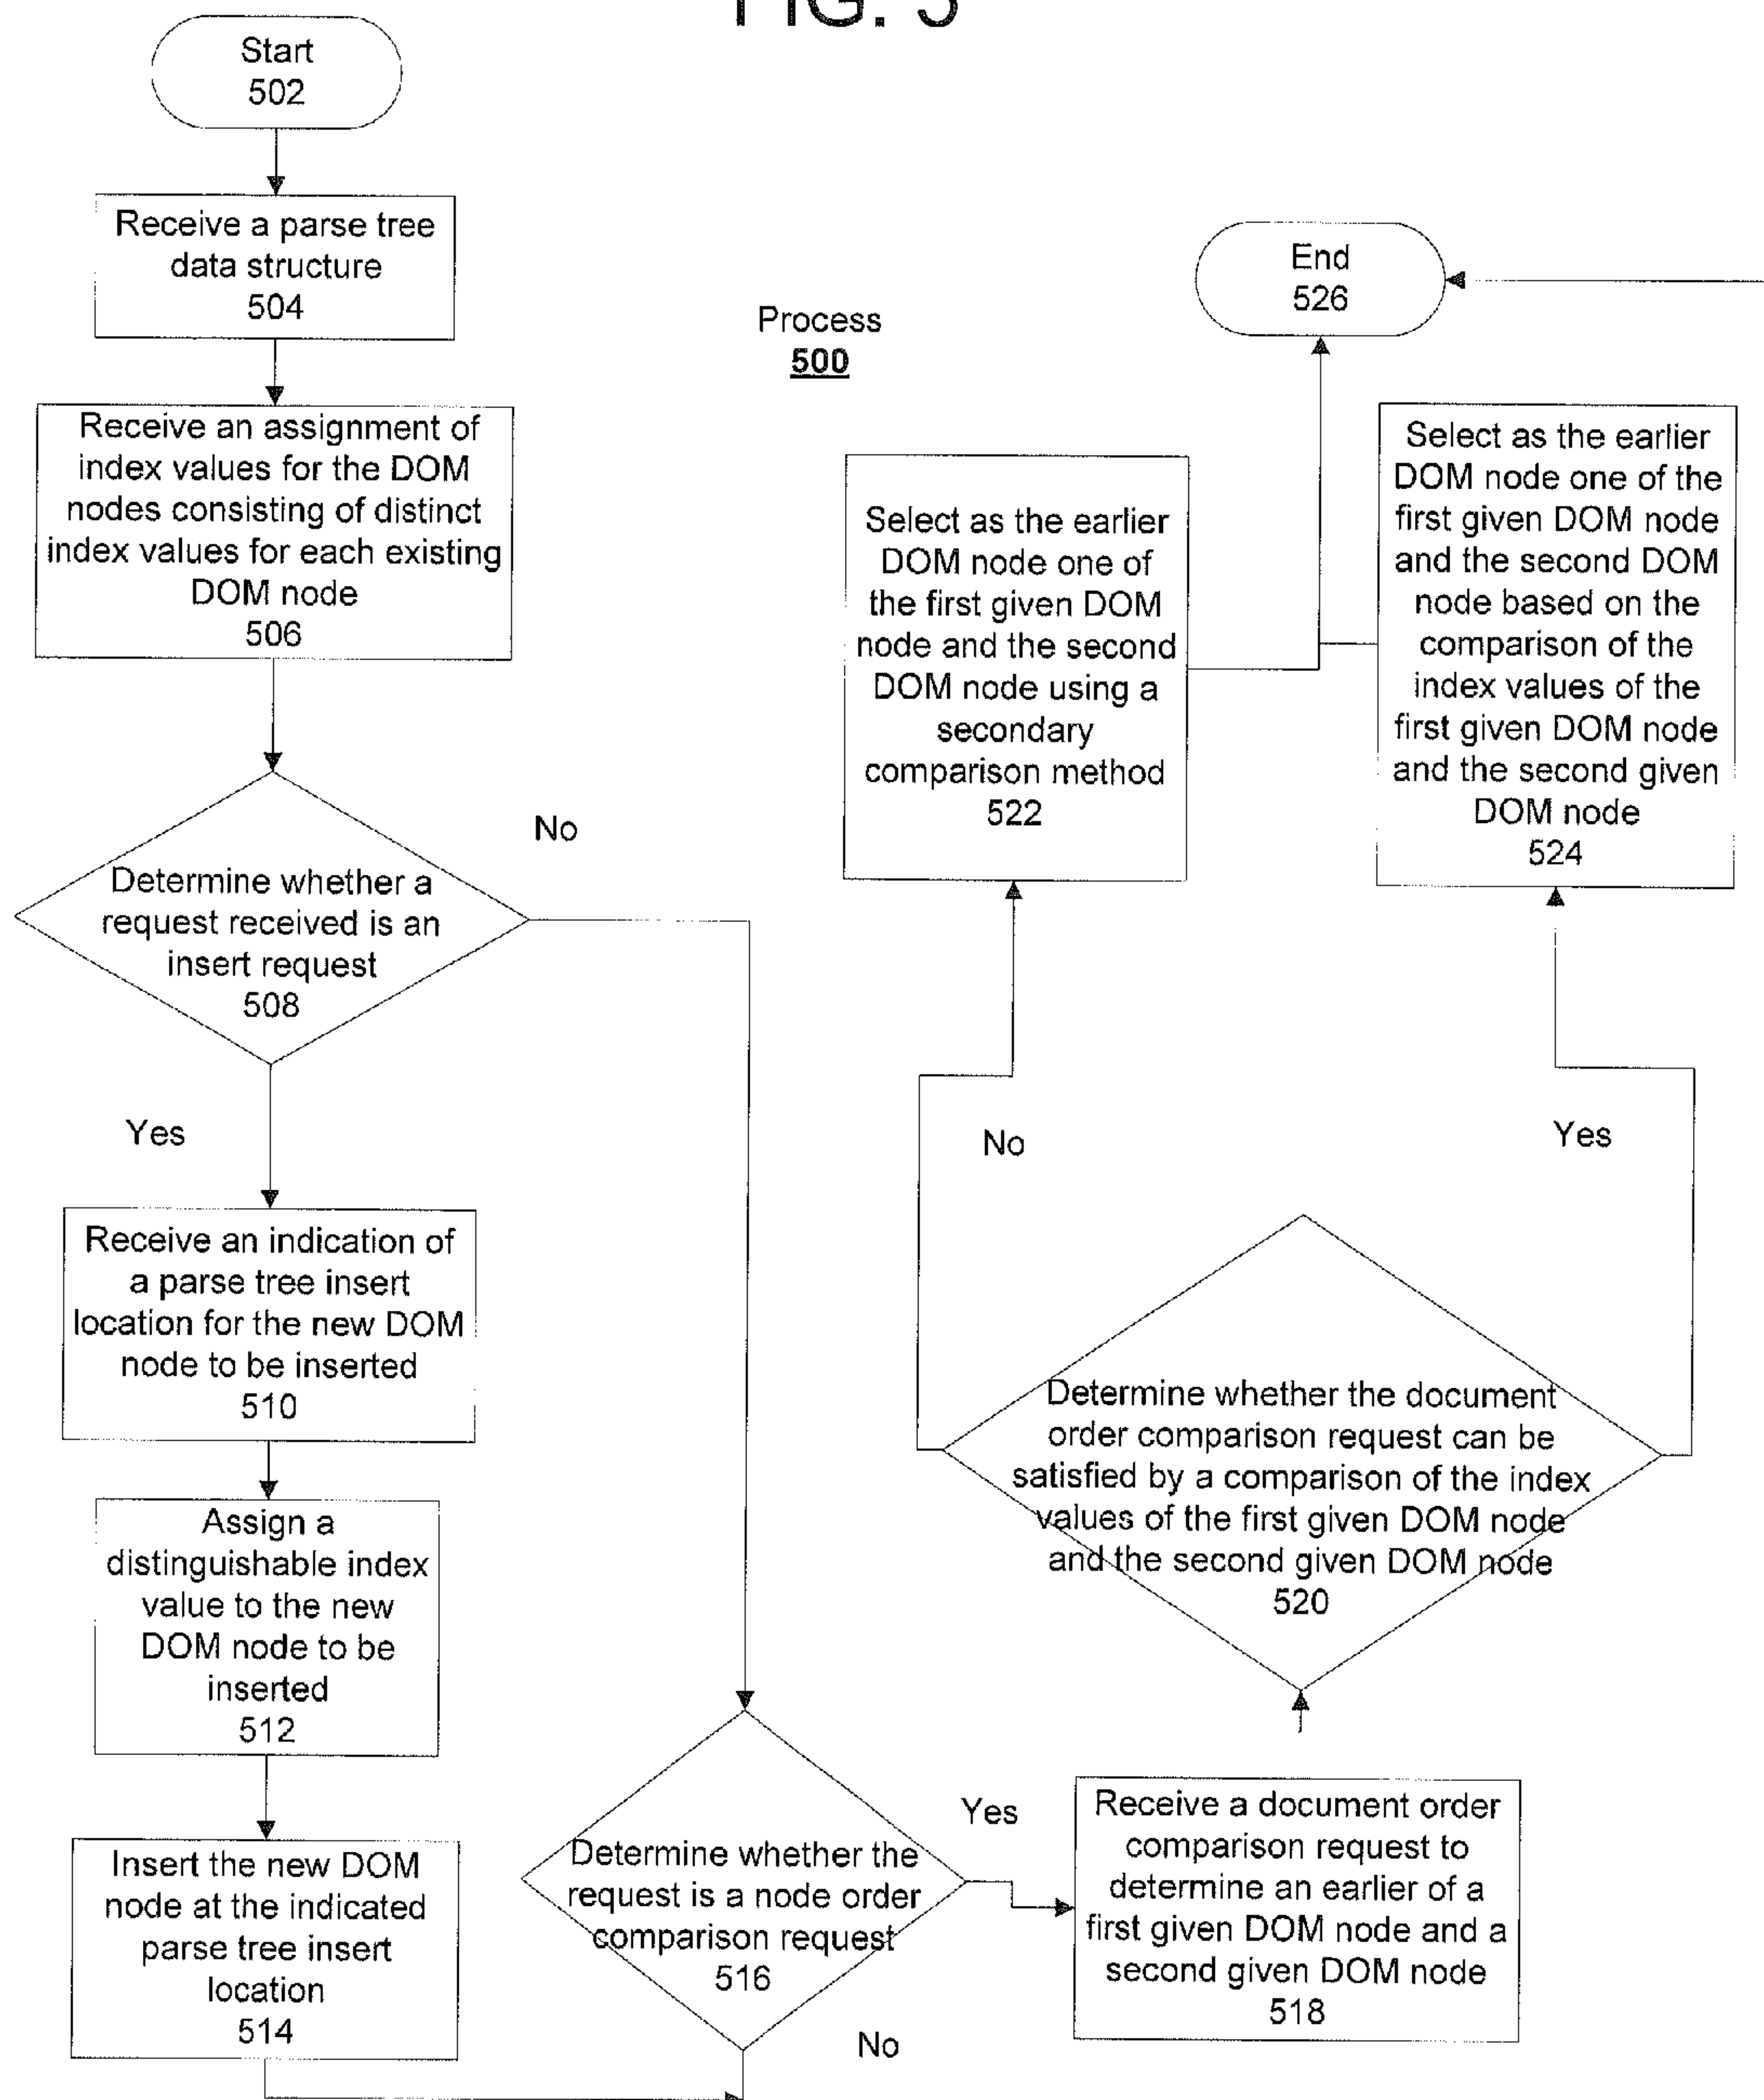 FIG. 5
Start
502
Receive a parse tree
data structure
504
Receive an assignment of
index values for the DOM
nodes consisting of distinct
index values for each existing
DOM node
506
Determine whether a
request received is an
insert request
508
No
Yes
Receive an indication of
a parse tree insert
location for the new DOM
node to be inserted
510
Assign a
distinguishable index
value to the new
DOM node to be
inserted
512
Insert the new DOM
node at the indicated
parse tree insert
location
514
Process
500
Determine whether the
request is a node order
comparison request
516
Yes
No
Receive a document order
comparison request to
determine an earlier of a
first given DOM node and a
second given DOM node
518
Determine whether the document
order comparison request can be
satisfied by a comparison of the index
values of the first given DOM node
and the second given DOM node
520
No
Yes
Select as the earlier
DOM node one of
the first given DOM
node and the second
DOM node using a
secondary
comparison method
522
Select as the earlier
DOM node one of the
first given DOM node
and the second DOM
node based on the
comparison of the
index values of the
first given DOM node
and the second given
DOM node
524
End
526